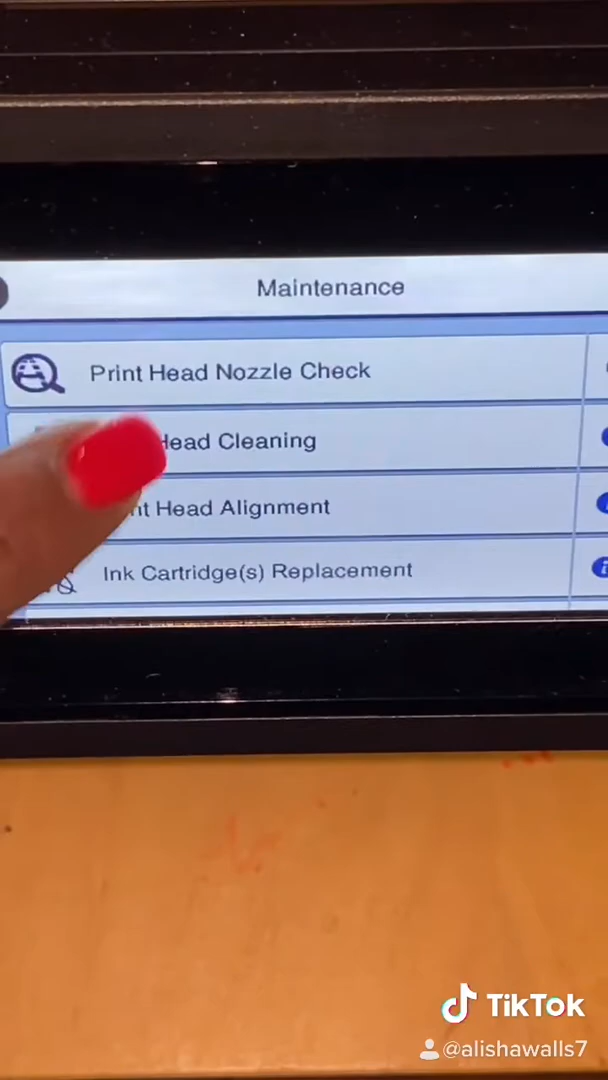 Maintenance
Print Head Nozzle Check
Head Cleaning
Head Alignment
Ink Cartridge(s) Replacement
TikTok
@alishawalls7